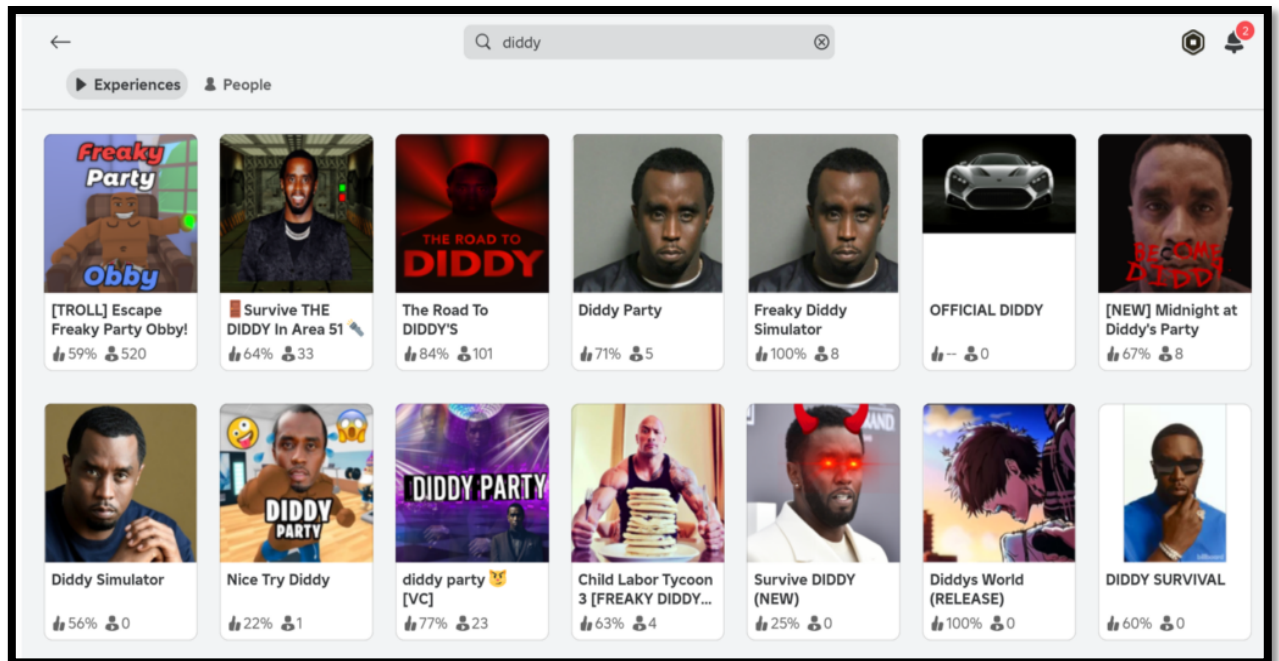 diddy
2
Experiences
People
Freaky
Party
Obby
THE ROAD TO
DIDDY
BECOME
DIDDY
[TROLL] Escape
Freaky Party Obby!
59% 520
Survive THE
DIDDY In Area 51
64% 33
The Road To
DIDDY'S
84% 101
Diddy Party
71% 5
Freaky Diddy
Simulator
100% 8
OFFICIAL DIDDY
-- 0
[NEW] Midnight at
Diddy's Party
67% 8
DIDDY
PARTY
DIDDY PARTY
AND
billboard
Diddy Simulator
56% 0
Nice Try Diddy
22% 1
diddy party 😼
[VC]
77% 23
Child Labor Tycoon
3 [FREAKY DIDDY...
63% 4
Survive DIDDY
(NEW)
25% 0
Diddys World
(RELEASE)
100% 0
DIDDY SURVIVAL
60% 0